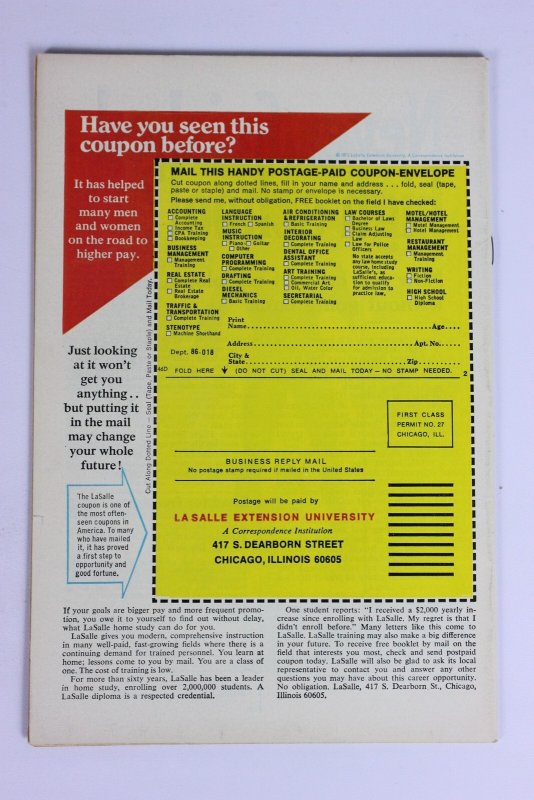 Have you seen this
coupon before?
It has helped
to start
many men
and women
on the road to
higher pay.
Just looking
at it won't
get you
anything . .
but putting it
in the mail
may change
your whole
future!
The LaSalle
coupon is one of
the most often-
seen coupons in
America. To many
who have mailed
it, it has proved
a first step to
opportunity and
good fortune.
Cut Along Dotted Line — Seal (Tape, Paste or Staple) and Mail Today.
MAIL THIS HANDY POSTAGE-PAID COUPON-ENVELOPE
Cut coupon along dotted lines, fill in your name and address . . . fold, seal (tape,
paste or staple) and mail. No stamp or envelope is necessary.
Please send me, without obligation, FREE booklet on the field I have checked:
ACCOUNTING
Complete
Accounting
Income Tax
CPA Training
Bookkeeping
BUSINESS
MANAGEMENT
Management
Training
REAL ESTATE
Complete Real
Estate
Real Estate
Brokerage
TRAFFIC &
TRANSPORTATION
Complete Training
STENOTYPE
Machine Shorthand
LANGUAGE
INSTRUCTION
French Spanish
MUSIC
INSTRUCTION
Piano Guitar
Other
COMPUTER
PROGRAMMING
Complete Training
DRAFTING
Complete Training
DIESEL
MECHANICS
Basic Training
AIR CONDITIONING
& REFRIGERATION
Basic Training
INTERIOR
DECORATING
Complete Training
DENTAL OFFICE
ASSISTANT
Complete Training
ART TRAINING
Complete Training
Commercial Art
Oil, Water Color
SECRETARIAL
Complete Training
LAW COURSES
Bachelor of Laws
Degree
Business Law
Claim Adjusting
Law
Law for Police
Officers
No state accepts
any law home study
course, including
LaSalle's, as
sufficient educa-
tion to qualify
for admission to
practice law.
MOTEL/HOTEL
MANAGEMENT
Motel Management
Hotel Management
RESTAURANT
MANAGEMENT
Management
Training
WRITING
Fiction
Non-Fiction
HIGH SCHOOL
High School
Diploma
Print
Name Age
Address Apt. No.
Dept. 86-018
City &
State Zip
FOLD HERE (DO NOT CUT) SEAL AND MAIL TODAY—NO STAMP NEEDED. 2
FIRST CLASS
PERMIT NO. 27
CHICAGO, ILL.
BUSINESS REPLY MAIL
No postage stamp required if mailed in the United States
Postage will be paid by
LA SALLE EXTENSION UNIVERSITY
A Correspondence Institution
417 S. DEARBORN STREET
CHICAGO, ILLINOIS 60605
If your goals are bigger pay and more frequent promo-
tion, you owe it to yourself to find out without delay,
what LaSalle home study can do for you.
LaSalle gives you modern, comprehensive instruction
in many well-paid, fast-growing fields where there is a
continuing demand for trained personnel. You learn at
home; lessons come to you by mail. You are a class of
one. The cost of training is low.
For more than sixty years, LaSalle has been a leader
in home study, enrolling over 2,000,000 students. A
LaSalle diploma is a respected credential.
One student reports: "I received a $2,000 yearly in-
crease since enrolling with LaSalle. My regret is that I
didn't enroll before." Many letters like this come to
LaSalle. LaSalle training may also make a big difference
in your future. To receive free booklet by mail on the
field that interests you most, check and send postpaid
coupon today. LaSalle will also be glad to ask its local
representative to contact you and answer any other
questions you may have about this career opportunity.
No obligation. LaSalle, 417 S. Dearborn St., Chicago,
Illinois 60605.